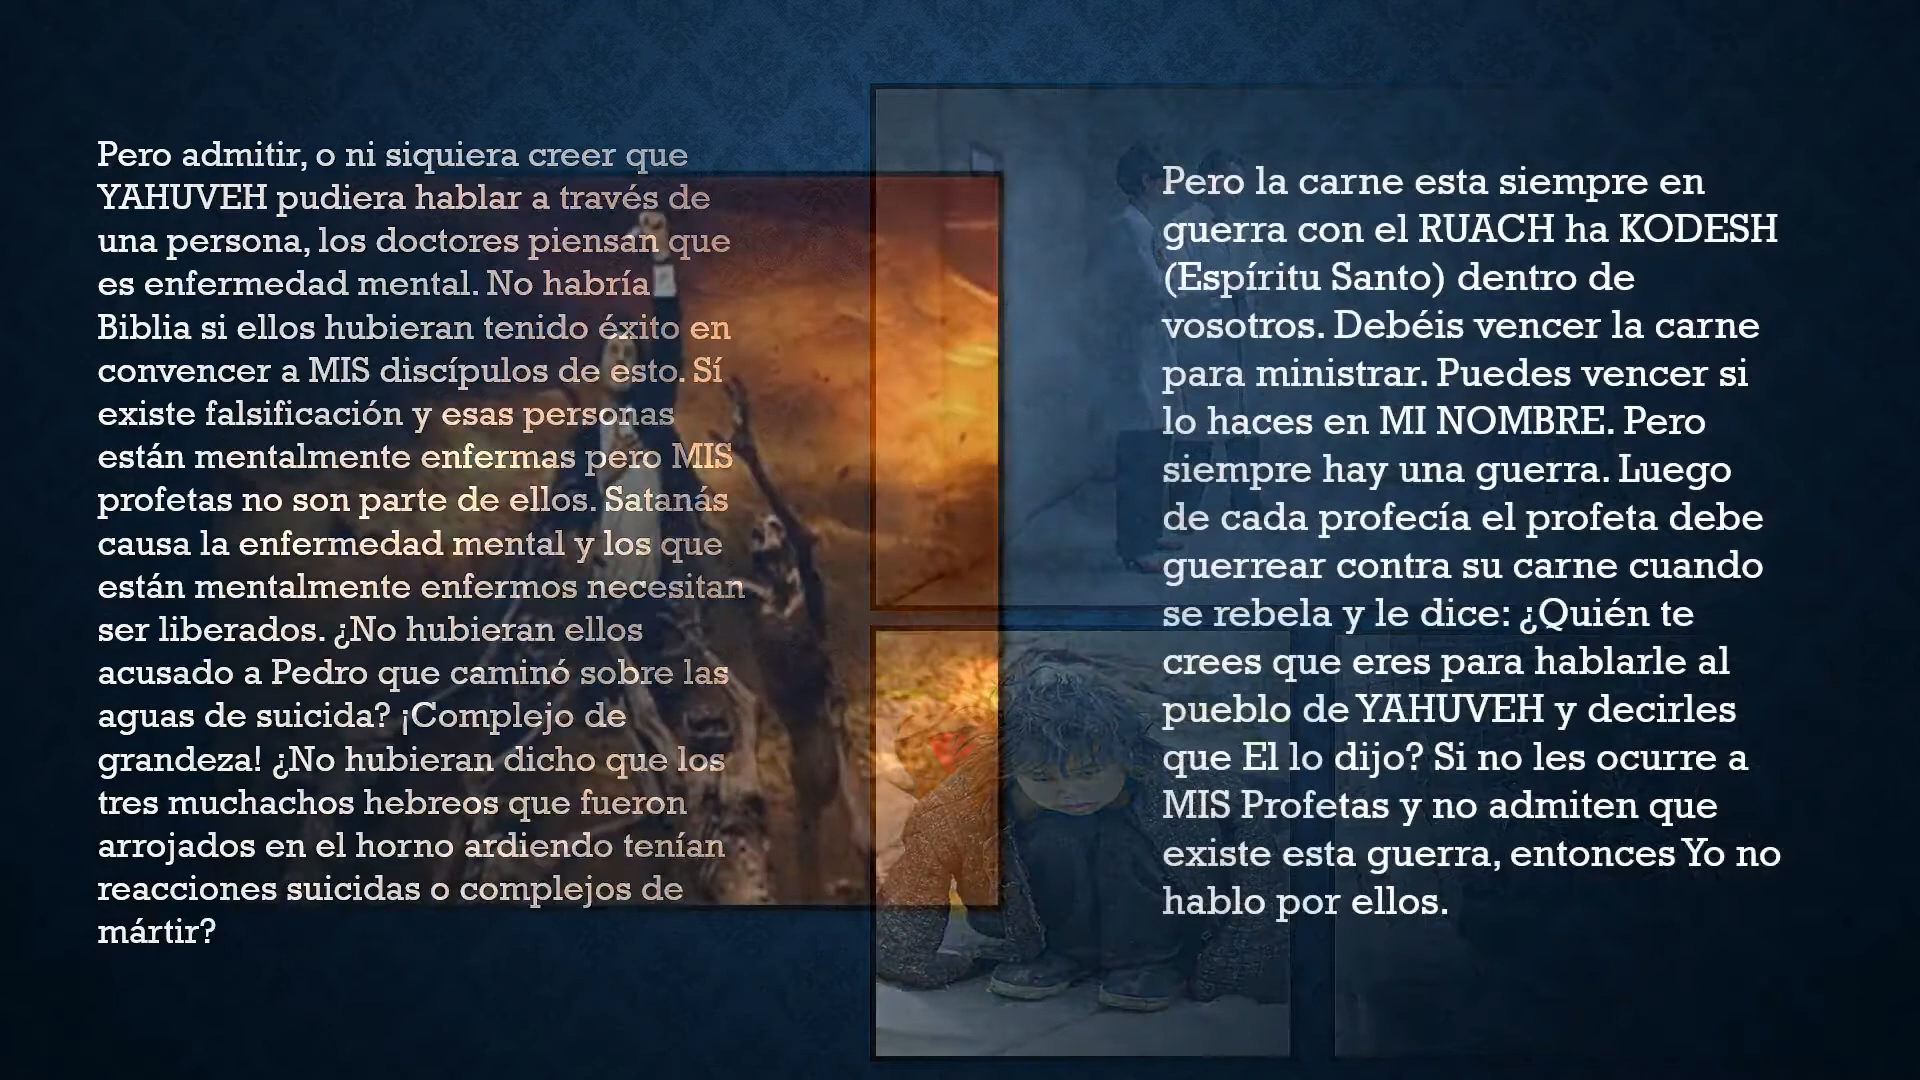 Pero admitir, o ni siquiera creer que
YAHUVEH pudiera hablar a través de
una persona, los doctores piensan que
es enfermedad mental. No habría
Biblia si ellos hubieran tenido éxito en
convencer a MIS discípulos de esto. Sí
existe falsificación y esas personas
están mentalmente enfermas pero MIS
profetas no son parte de ellos. Satanás
causa la enfermedad mental y los que
están mentalmente enfermos necesitan
ser liberados. ¿No hubieran ellos
acusado a Pedro que caminó sobre las
aguas de suicida? ¡Complejo de
grandeza! ¿No hubieran dicho que los
tres muchachos hebreos que fueron
arrojados en el horno ardiendo tenían
reacciones suicidas o complejos de
mártir?
Pero la carne esta siempre en
guerra con el RUACH ha KODESH
(Espíritu Santo) dentro de
vosotros. Debéis vencer la carne
para ministrar. Puedes vencer si
lo haces en MI NOMBRE. Pero
siempre hay una guerra. Luego
de cada profecía el profeta debe
guerrear contra su carne cuando
se rebela y le dice: ¿Quién te
crees que eres para hablarle al
pueblo de YAHUVEH y decirles
que El lo dijo? Si no les ocurre a
MIS Profetas y no admiten que
existe esta guerra, entonces Yo no
hablo por ellos.